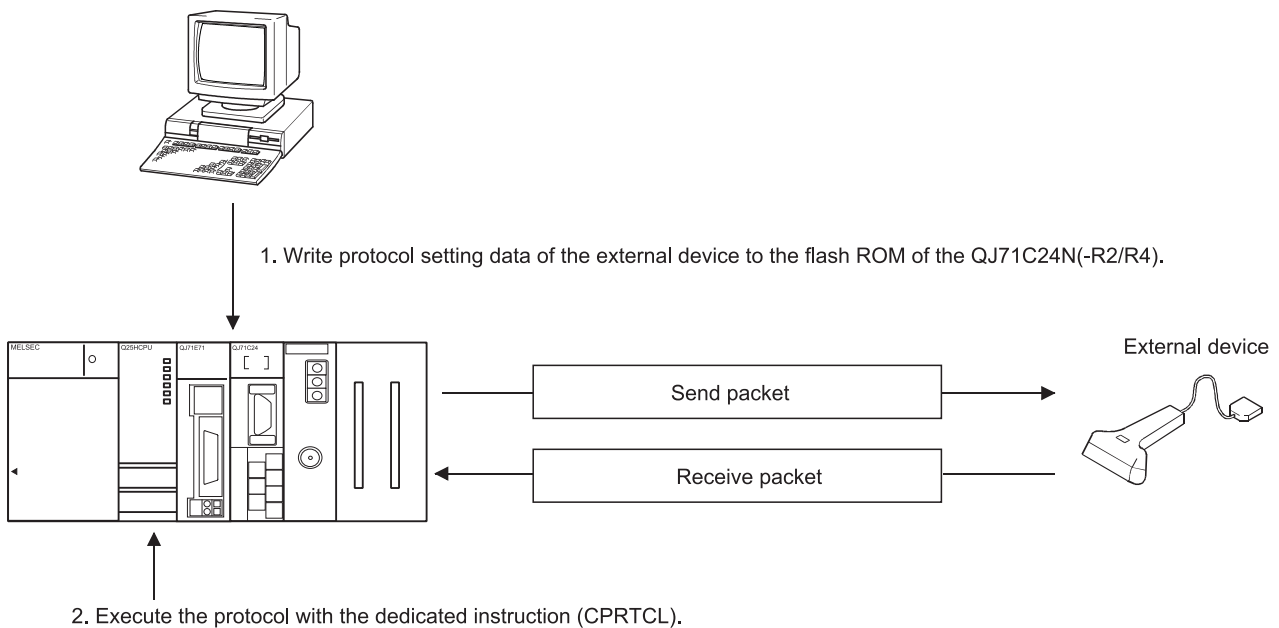 1. Write protocol setting data of the external device to the flash ROM of the QJ71C24N(-R2/R4).
MELSEC
Q25HCPU
QJ71E71
QJ71C24
External device
Send packet
Receive packet
2. Execute the protocol with the dedicated instruction (CPRTCL).